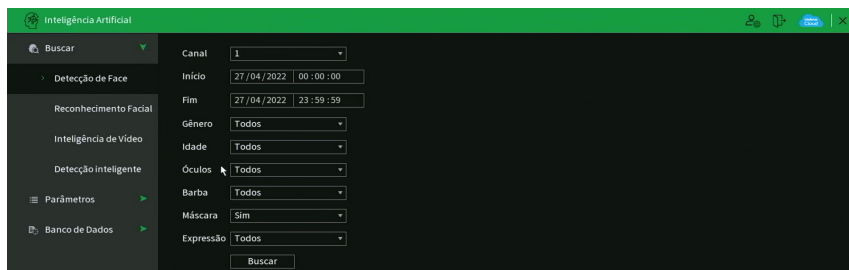 Inteligência Artificial
Buscar
Detecção de Face
Reconhecimento Facial
Inteligência de Vídeo
Detecção inteligente
Parâmetros
Banco de Dados
Canal 1
Início 27/04/2022 00:00:00
Fim 27/04/2022 23:59:59
Gênero Todos
Idade Todos
Óculos Todos
Barba Todos
Máscara Sim
Expressão Todos
Buscar